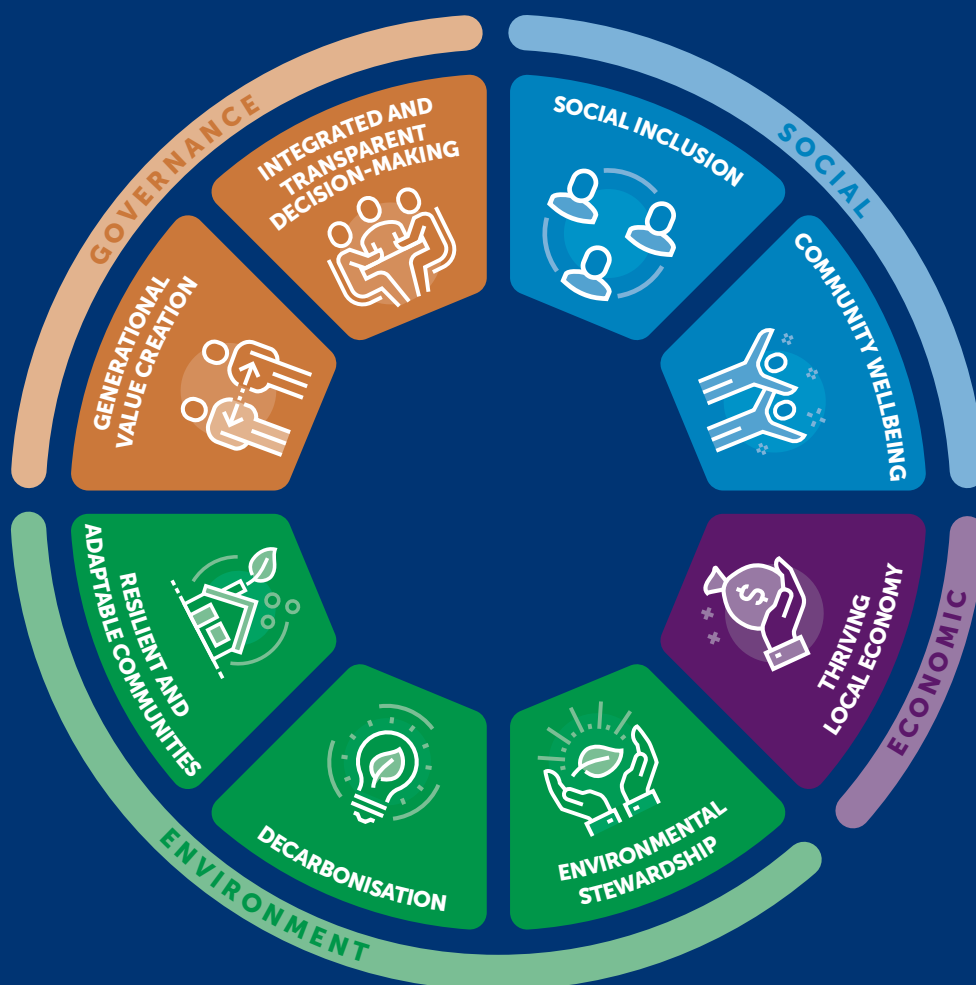 GOVERNANCE
INTEGRATED AND
TRANSPARENT
DECISION-MAKING
GENERATIONAL
VALUE CREATION
SOCIAL
SOCIAL INCLUSION
COMMUNITY WELLBEING
ECONOMIC
THRIVING
LOCAL ECONOMY
$
ENVIRONMENT
ENVIRONMENTAL
STEWARDSHIP
DECARBONISATION
RESILIENT AND
ADAPTABLE COMMUNITIES